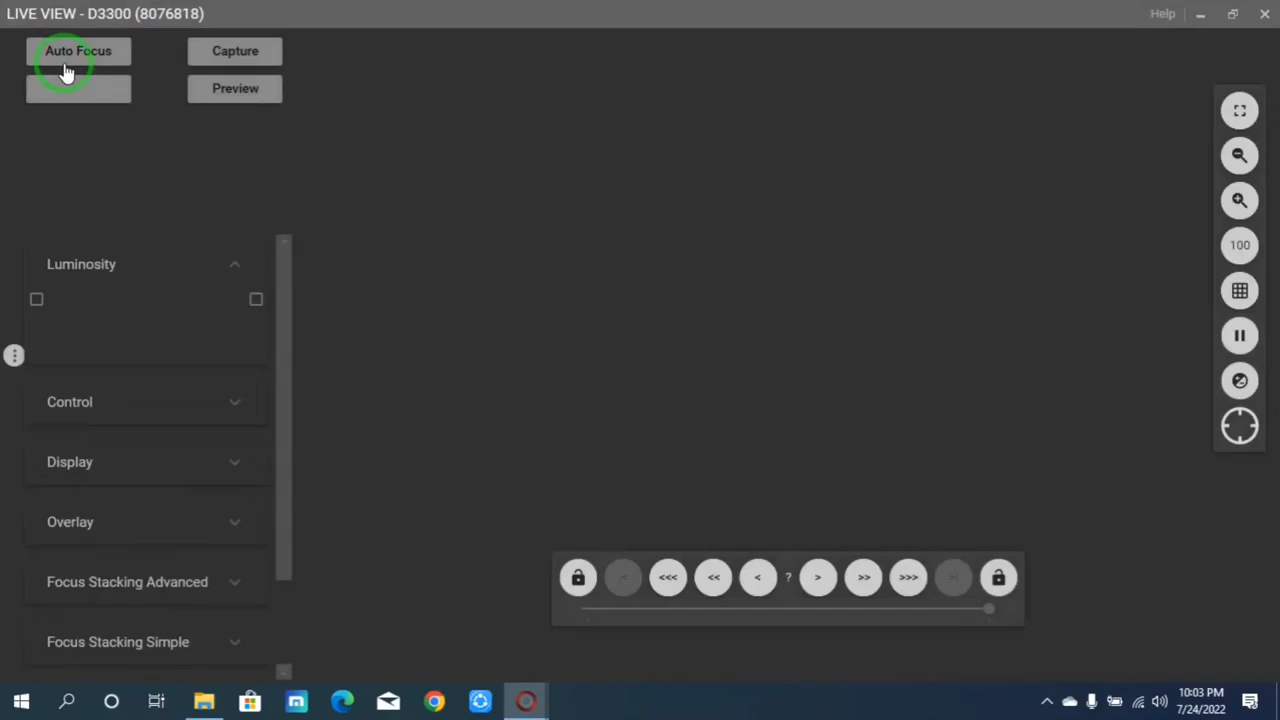 LIVE VIEW - D3300 (8076818)
Help
Auto Focus
Capture
Preview
Luminosity
Control
Display
Overlay
Focus Stacking Advanced
Focus Stacking Simple
100
<<<
<<
<
?
>
>>
>>>
10:03 PM
7/24/2022